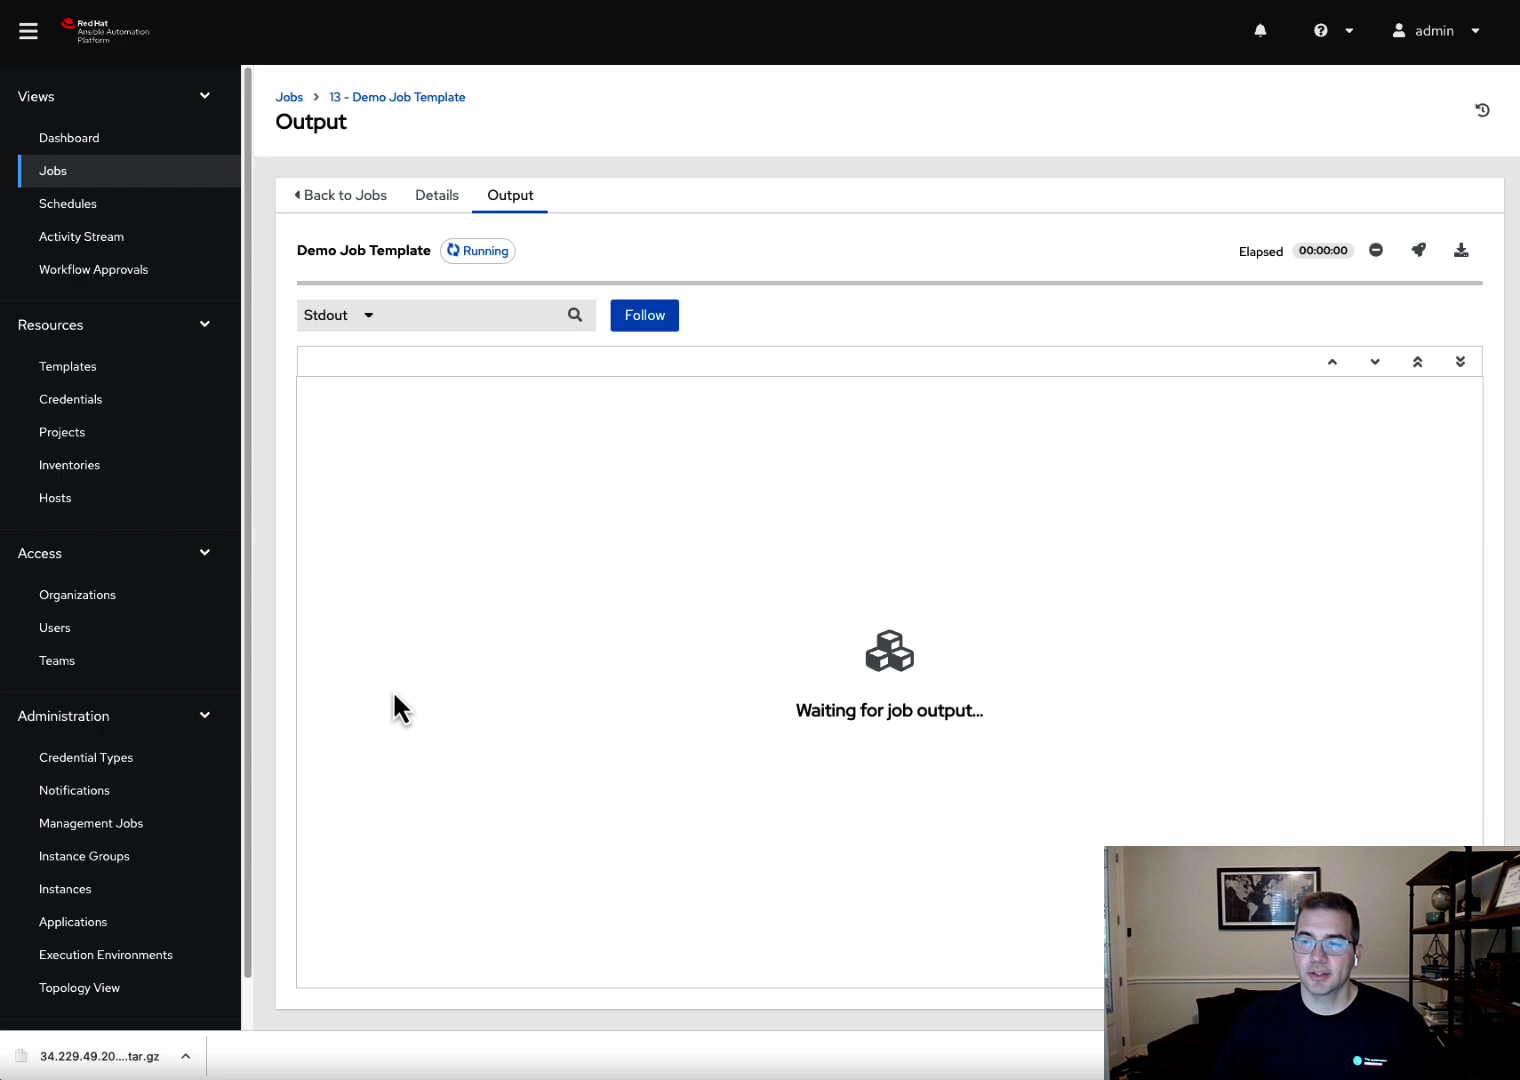 Red Hat
Ansible Automation
Platform
admin
Views
Dashboard
Jobs
Schedules
Activity Stream
Workflow Approvals
Resources
Templates
Credentials
Projects
Inventories
Hosts
Access
Organizations
Users
Teams
Administration
Credential Types
Notifications
Management Jobs
Instance Groups
Instances
Applications
Execution Environments
Topology View
Jobs
13 - Demo Job Template
Output
Back to Jobs
Details
Output
Demo Job Template
Running
Elapsed
00:00:00
Stdout
Follow
Waiting for job output...
34.229.49.20....tar.gz